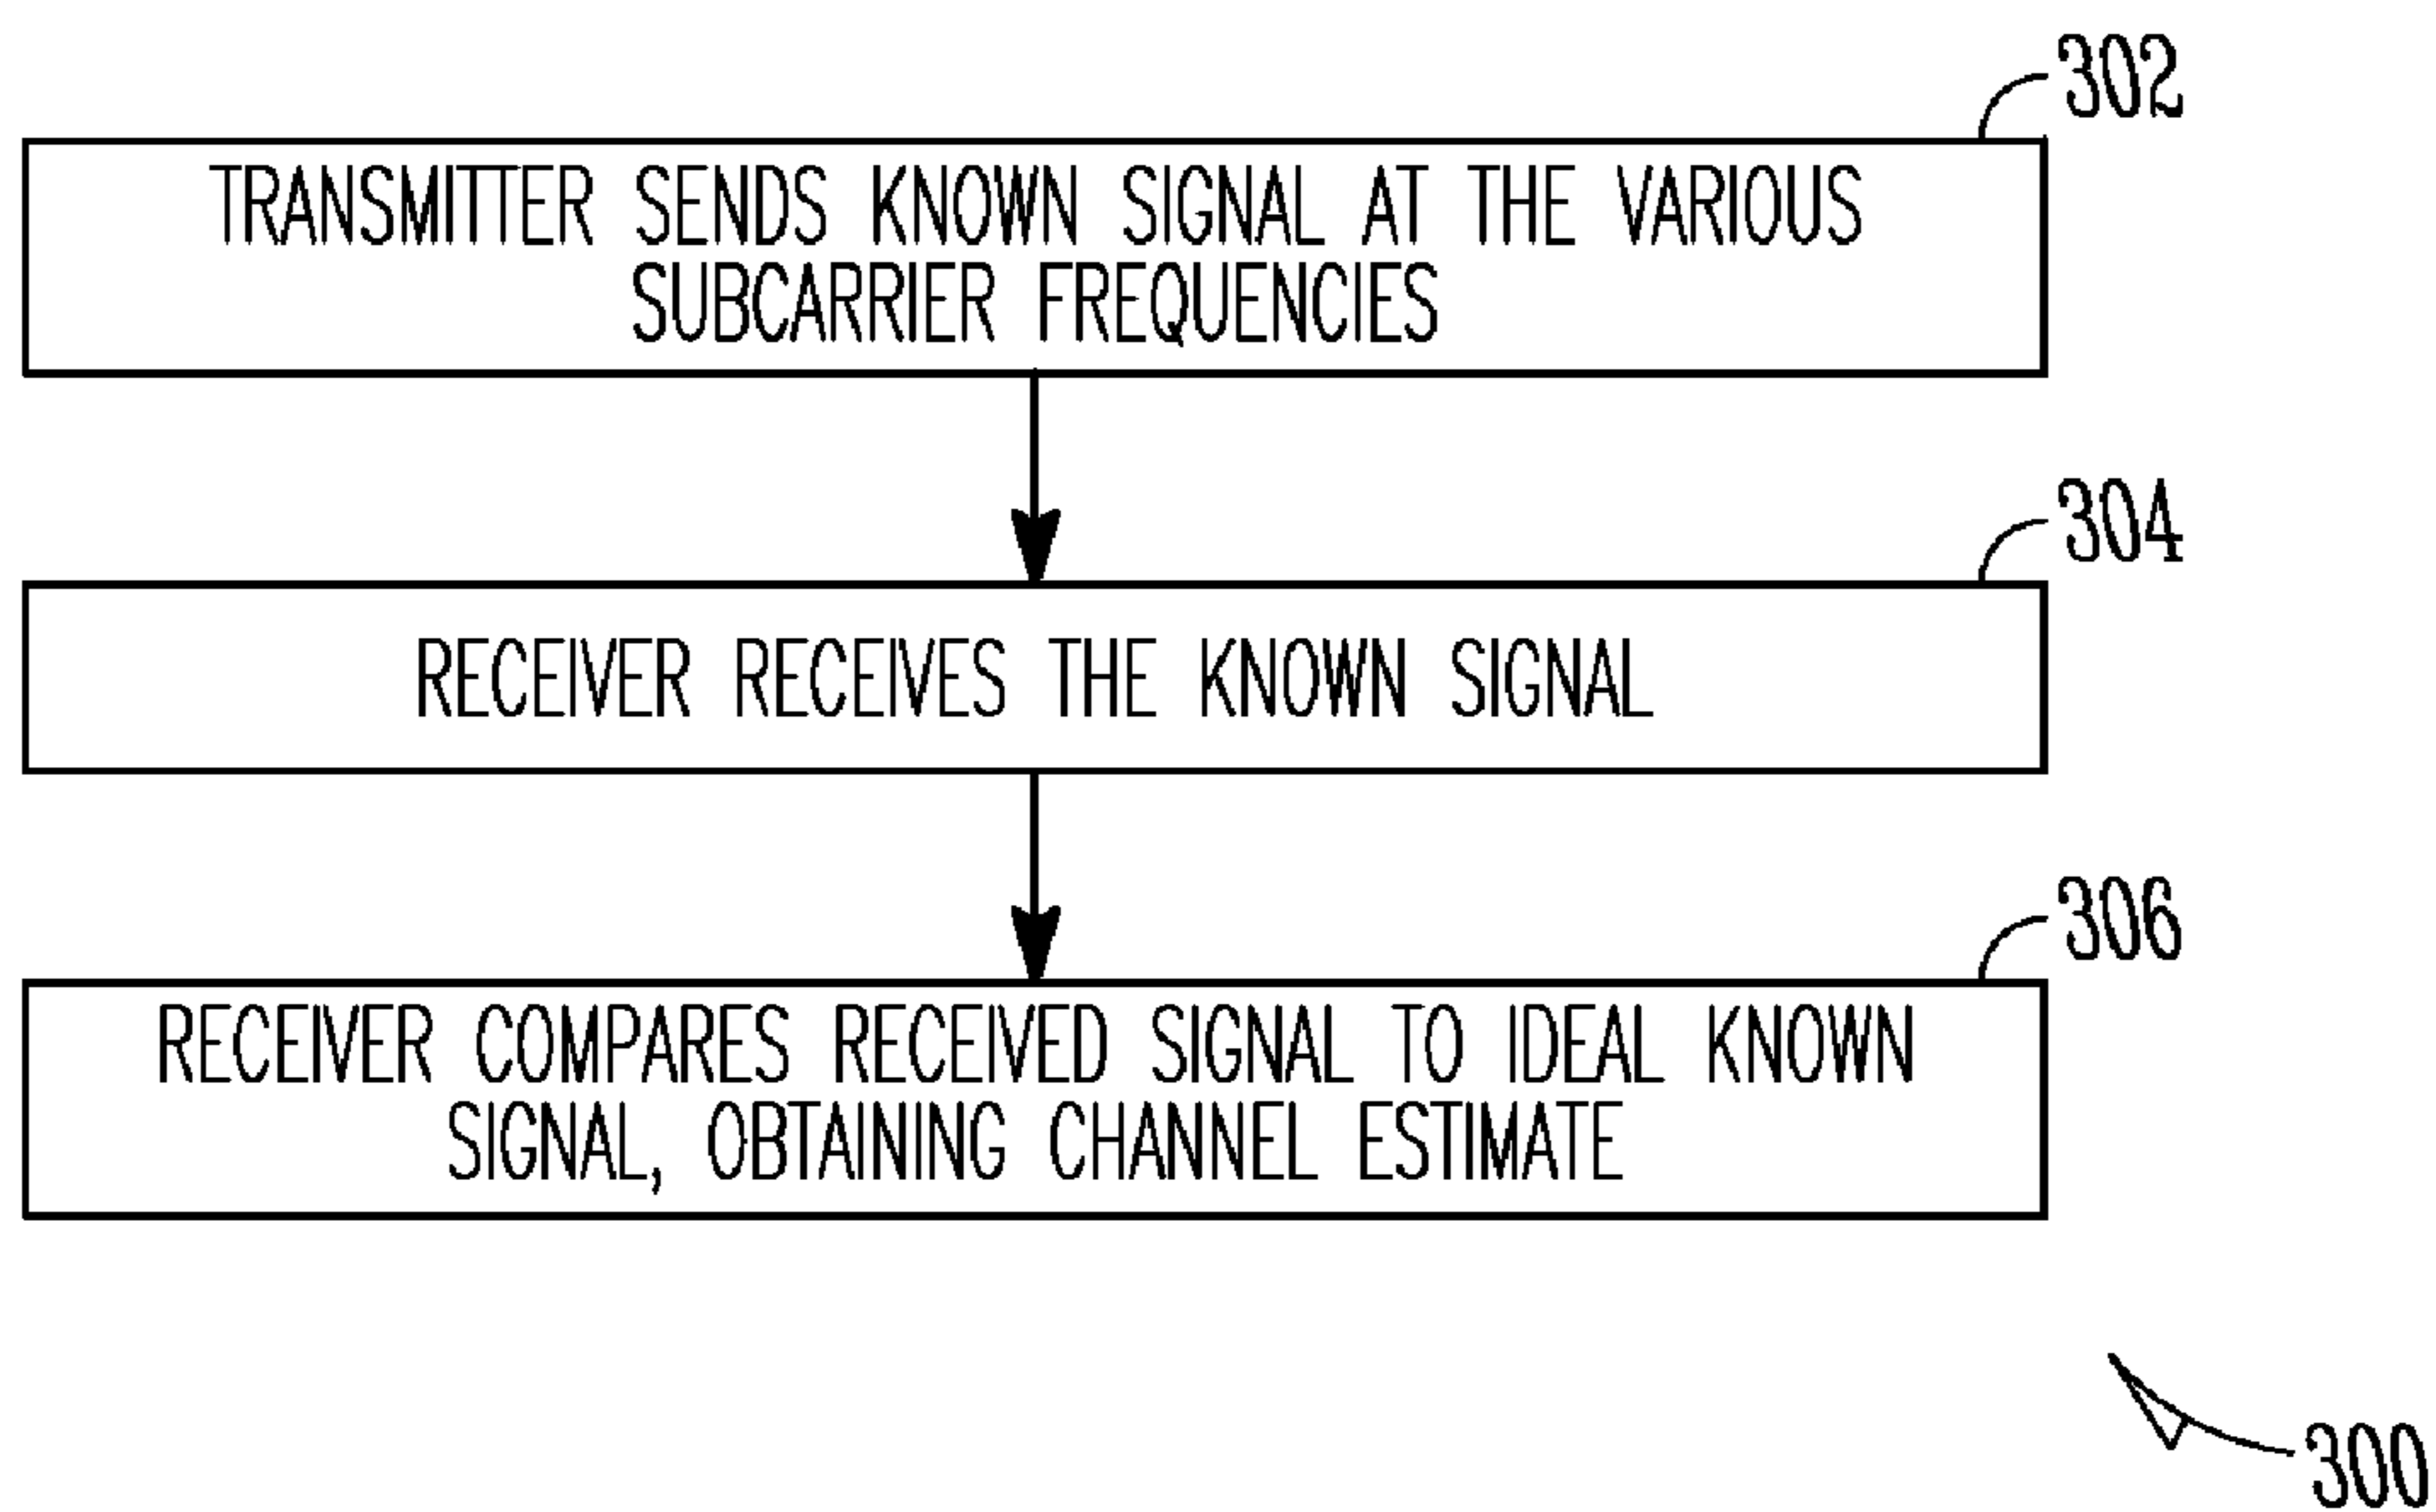 302
TRANSMITTER SENDS KNOWN SIGNAL AT THE VARIOUS
SUBCARRIER FREQUENCIES
304
RECEIVER RECEIVES THE KNOWN SIGNAL
306
RECEIVER COMPARES RECEIVED SIGNAL TO IDEAL KNOWN
SIGNAL, OBTAINING CHANNEL ESTIMATE
300